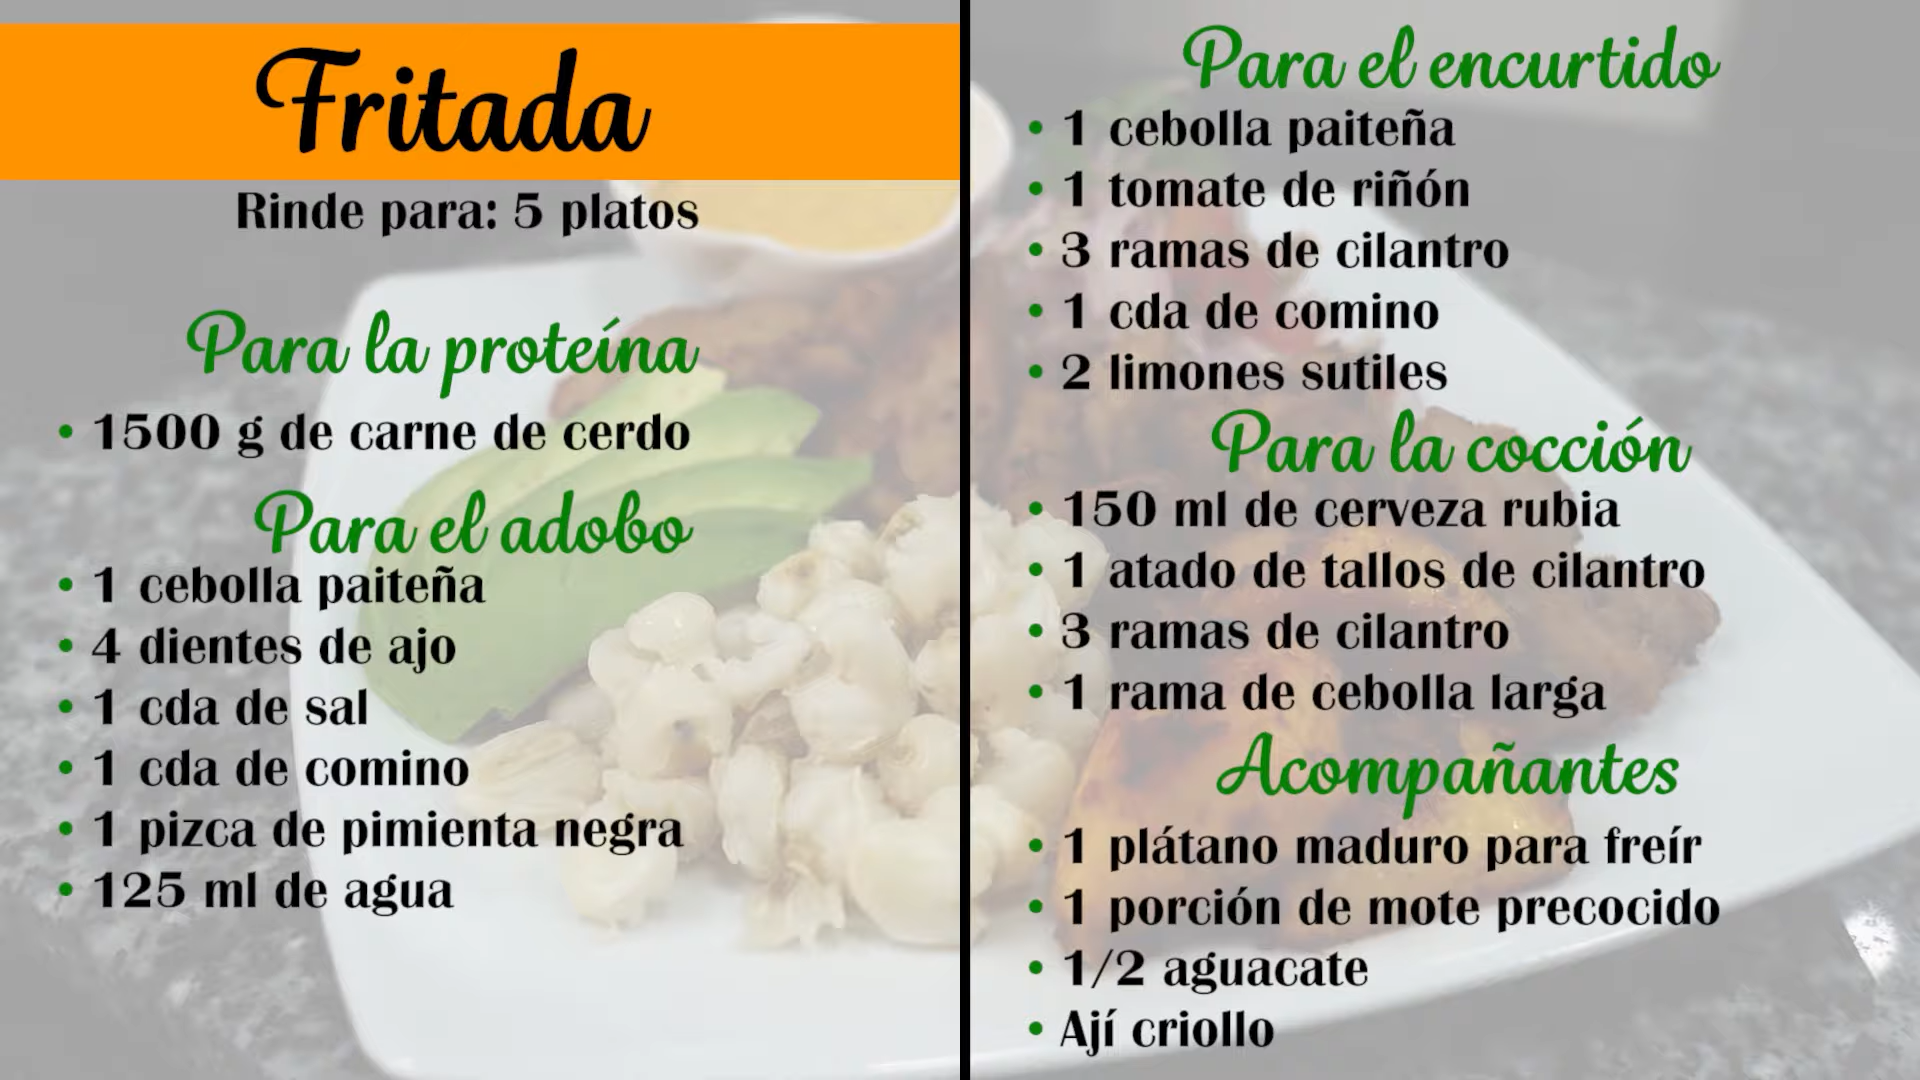 Fritada
Rinde para: 5 platos
Para la proteína
• 1500 g de carne de cerdo
Para el adobo
• 1 cebolla paiteña
• 4 dientes de ajo
• 1 cda de sal
• 1 cda de comino
• 1 pizca de pimienta negra
• 125 ml de agua
Para el encurtido
• 1 cebolla paiteña
• 1 tomate de riñón
• 3 ramas de cilantro
• 1 cda de comino
• 2 limones sutiles
Para la cocción
• 150 ml de cerveza rubia
• 1 atado de tallos de cilantro
• 3 ramas de cilantro
• 1 rama de cebolla larga
Acompañantes
• 1 plátano maduro para freír
• 1 porción de mote precocido
• 1/2 aguacate
• Ají criollo